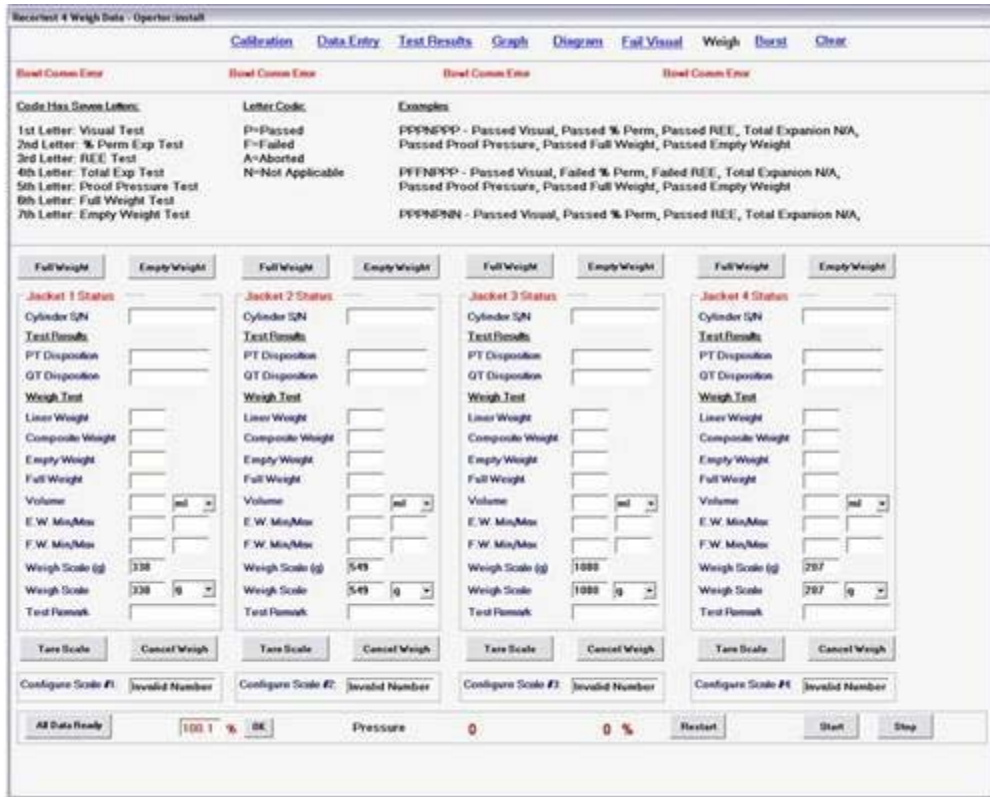 Recortest 4 Weigh Data - Opertor:install
Calibration Data Entry Test Results Graph Diagram Fail Visual Weigh Burst Clear
Bowl Comm Error Bowl Comm Error Bowl Comm Error Bowl Comm Error
Code Has Seven Letters: Letter Code: Examples
1st Letter: Visual Test P=Passed PPPNPPP - Passed Visual, Passed % Perm, Passed REE, Total Expanion N/A,
2nd Letter: % Perm Exp Test F=Failed Passed Proof Pressure, Passed Full Weight, Passed Empty Weight
3rd Letter: REE Test A=Aborted
4th Letter: Total Exp Test N=Not Applicable PFFNPPP - Passed Visual, Failed % Perm, Failed REE, Total Expanion N/A,
5th Letter: Proof Pressure Test Passed Proof Pressure, Passed Full Weight, Passed Empty Weight
6th Letter: Full Weight Test
7th Letter: Empty Weight Test PPPNPNN - Passed Visual, Passed % Perm, Passed REE, Total Expanion N/A,
Full Weight Empty Weight Full Weight Empty Weight Full Weight Empty Weight Full Weight Empty Weight
Jacket 1 Status Jacket 2 Status Jacket 3 Status Jacket 4 Status
Cylinder S/N Cylinder S/N Cylinder S/N Cylinder S/N
Test Results Test Results Test Results Test Results
PT Disposition PT Disposition PT Disposition PT Disposition
QT Disposition QT Disposition QT Disposition QT Disposition
Weigh Test Weigh Test Weigh Test Weigh Test
Liner Weight Liner Weight Liner Weight Liner Weight
Composite Weight Composite Weight Composite Weight Composite Weight
Empty Weight Empty Weight Empty Weight Empty Weight
Full Weight Full Weight Full Weight Full Weight
Volume ml Volume ml Volume ml Volume ml
E.W. Min/Max E.W. Min/Max E.W. Min/Max E.W. Min/Max
F.W. Min/Max F.W. Min/Max F.W. Min/Max F.W. Min/Max
Weigh Scale (g) 338 Weigh Scale (g) 549 Weigh Scale (g) 1080 Weigh Scale (g) 207
Weigh Scale 338 g Weigh Scale 549 g Weigh Scale 1080 g Weigh Scale 207 g
Test Remark Test Remark Test Remark Test Remark
Tare Scale Cancel Weigh Tare Scale Cancel Weigh Tare Scale Cancel Weigh Tare Scale Cancel Weigh
Configure Scale #1: Invalid Number Configure Scale #2: Invalid Number Configure Scale #3: Invalid Number Configure Scale #4: Invalid Number
All Data Ready 100.1 % OK Pressure 0 0 % Restart Start Stop